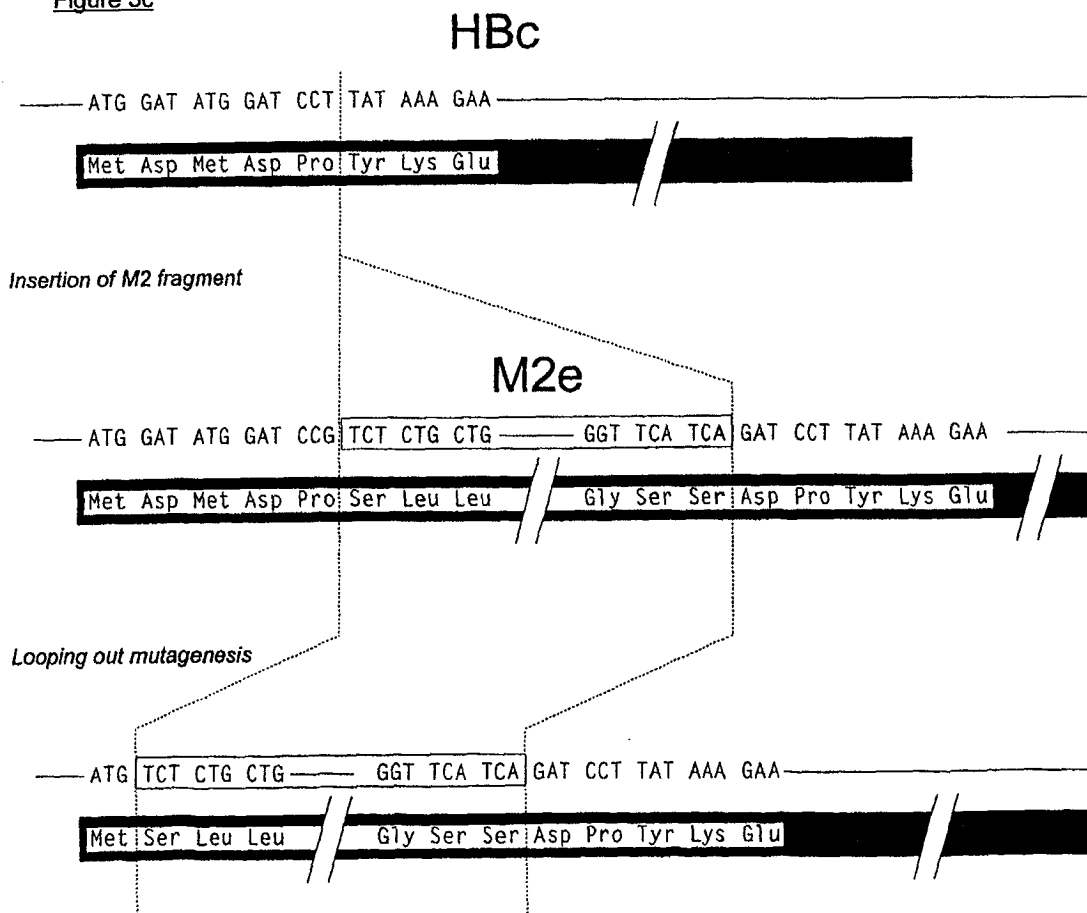 Figure 3c
HBc
ATG GAT ATG GAT CCT TAT AAA GAA
Met Asp Met Asp Pro Tyr Lys Glu
Insertion of M2 fragment
M2e
ATG GAT ATG GAT CCG TCT CTG CTG GGT TCA TCA GAT CCT TAT AAA GAA
Met Asp Met Asp Pro Ser Leu Leu Gly Ser Ser Asp Pro Tyr Lys Glu
Looping out mutagenesis
ATG TCT CTG CTG GGT TCA TCA GAT CCT TAT AAA GAA
Met Ser Leu Leu Gly Ser Ser Asp Pro Tyr Lys Glu